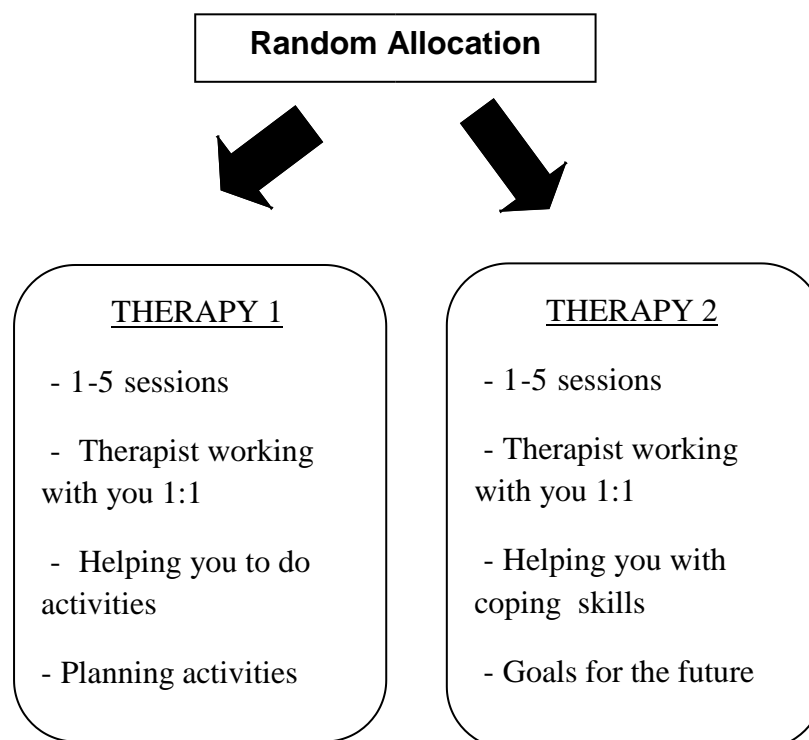 Random Allocation
THERAPY 1
- 1-5 sessions
- Therapist working
with you 1:1
- Helping you to do
activities
- Planning activities
THERAPY 2
- 1-5 sessions
- Therapist working
with you 1:1
- Helping you with
coping skills
- Goals for the future